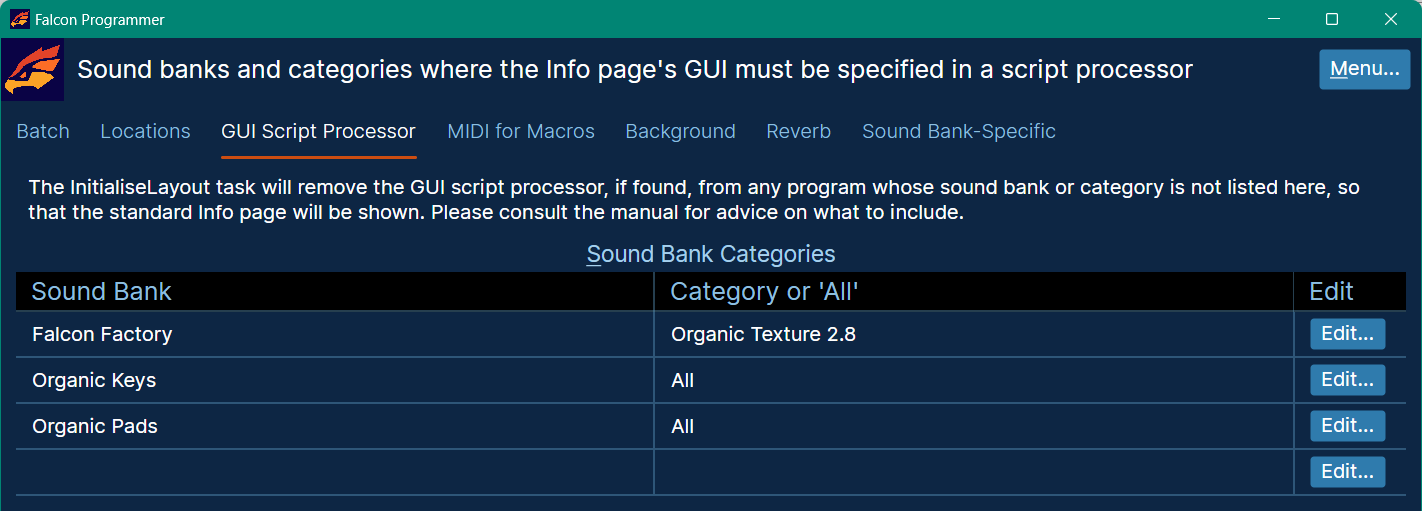 Falcon Programmer
Sound banks and categories where the Info page's GUI must be specified in a script processor
Menu...
Batch Locations GUI Script Processor MIDI for Macros Background Reverb Sound Bank-Specific
The InitialiseLayout task will remove the GUI script processor, if found, from any program whose sound bank or category is not listed here, so
that the standard Info page will be shown. Please consult the manual for advice on what to include.
Sound Bank Categories
Sound Bank Category or 'All' Edit
Falcon Factory Organic Texture 2.8 Edit...
Organic Keys All Edit...
Organic Pads All Edit...
Edit...